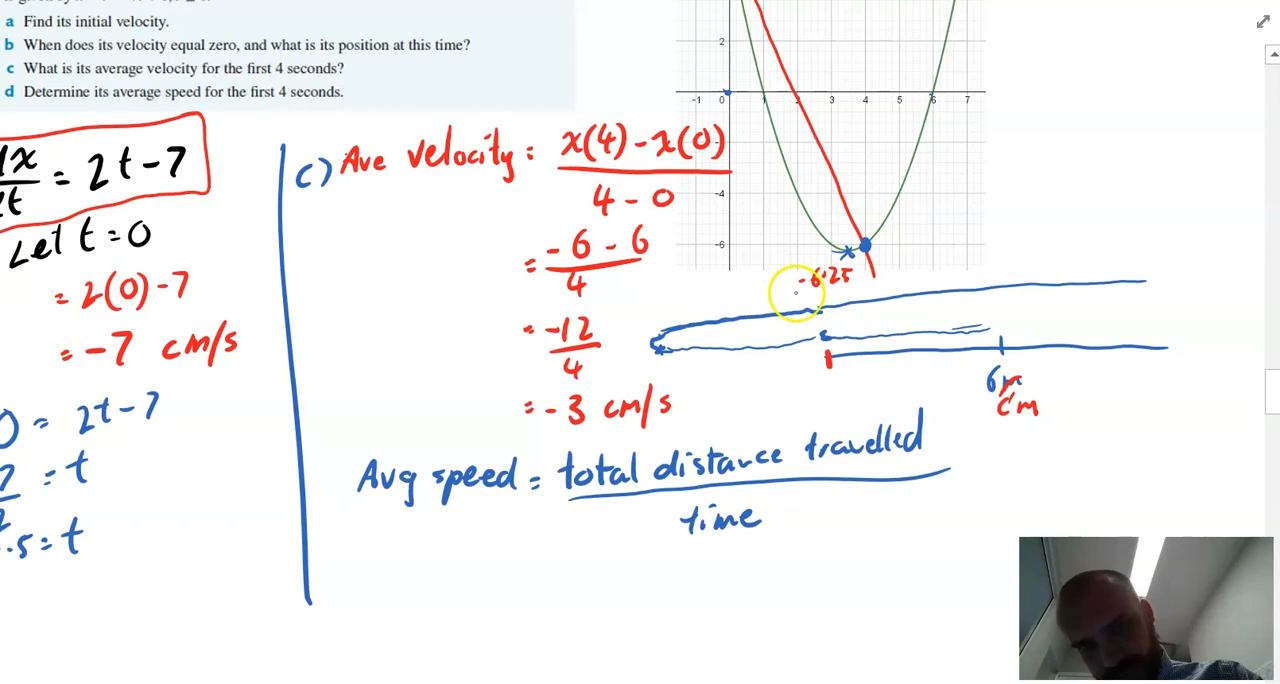 a Find its initial velocity.
b When does its velocity equal zero, and what is its position at this time?
c What is its average velocity for the first 4 seconds?
d Determine its average speed for the first 4 seconds.
2
-1 0 1 2 3 4 5 6 7
-4
-6
-6.25
= 2t-7
Let t=0
= 2(0)-7
= -7 cm/s
0 = 2t-7
= t
.5 = t
c) Ave velocity = x(4)-x(0)
4-0
= -6-6
4
= -12
4
= -3 cm/s
6m
cm
Avg speed = total distance travelled
time